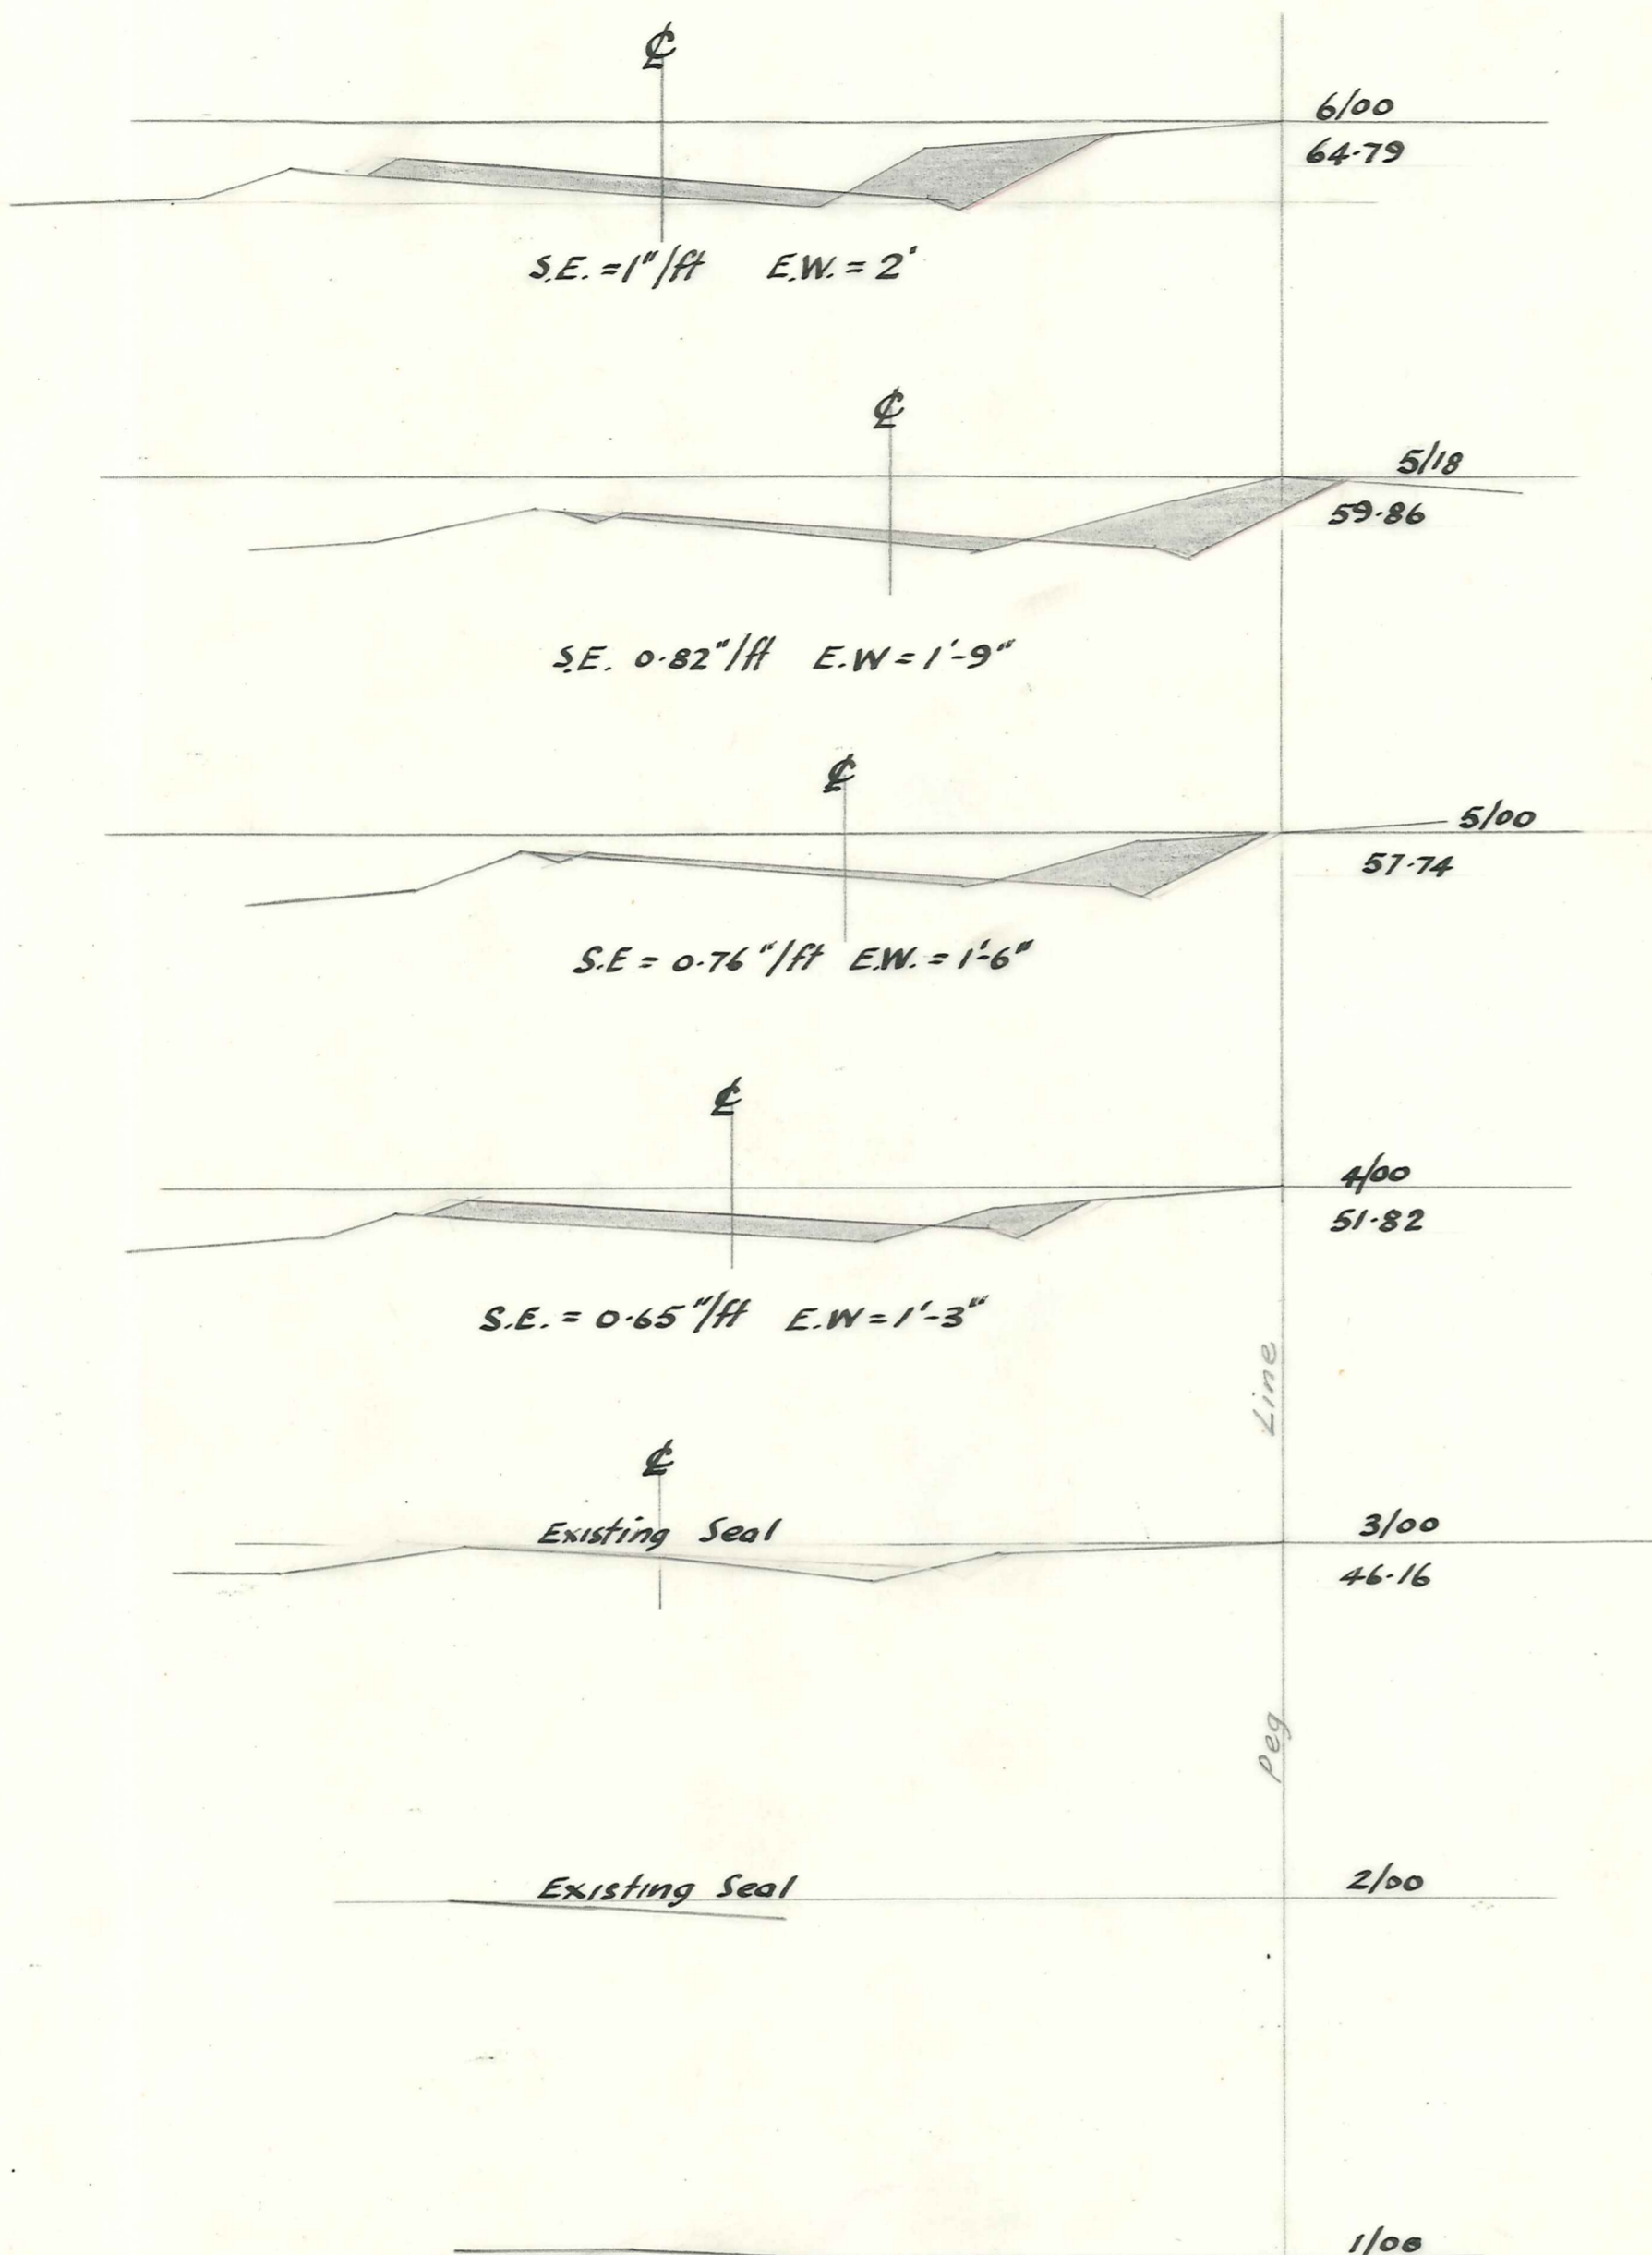 ℄
6/00
64·79
S.E. =1"/ft E.W. = 2'
℄
5/18
59·86
S.E. 0·82"/ft E.W = 1'-9"
℄
5/00
57·74
S.E = 0·76"/ft E.W. = 1'-6"
℄
4/00
51·82
S.E. = 0·65"/ft E.W = 1'-3"
Line
℄
Existing Seal
3/00
46·16
Peg
Existing Seal
2/00
1/00